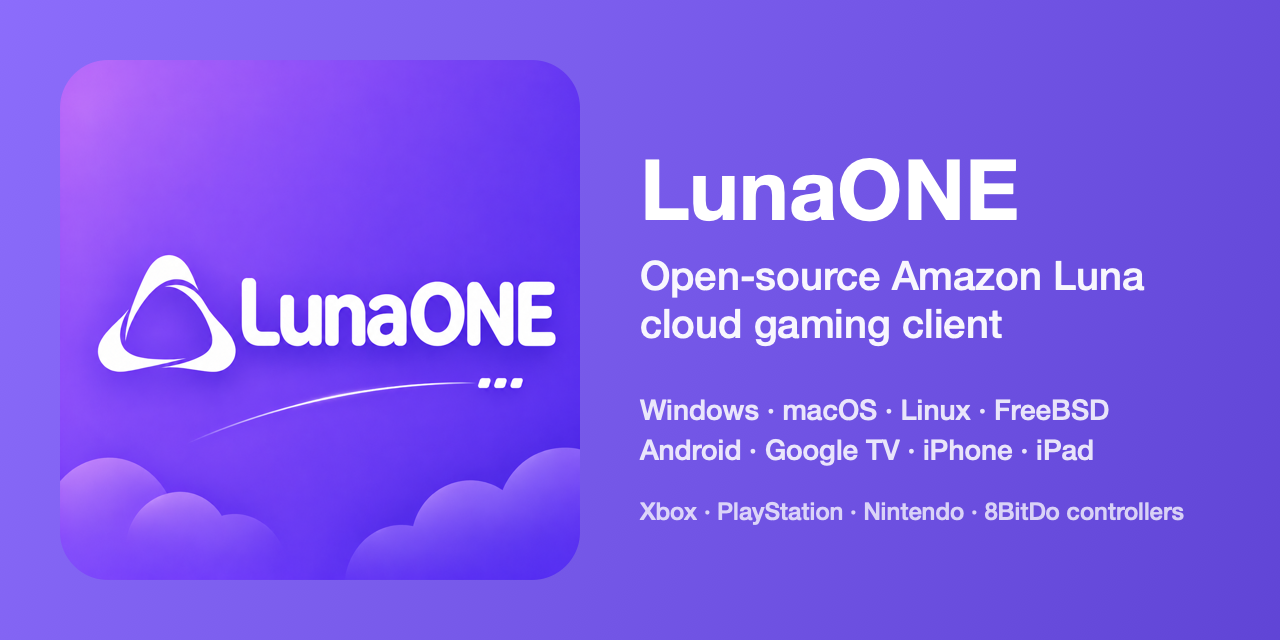 LunaONE
LunaONE
Open-source Amazon Luna
cloud gaming client
Windows · macOS · Linux · FreeBSD
Android · Google TV · iPhone · iPad
Xbox · PlayStation · Nintendo · 8BitDo controllers